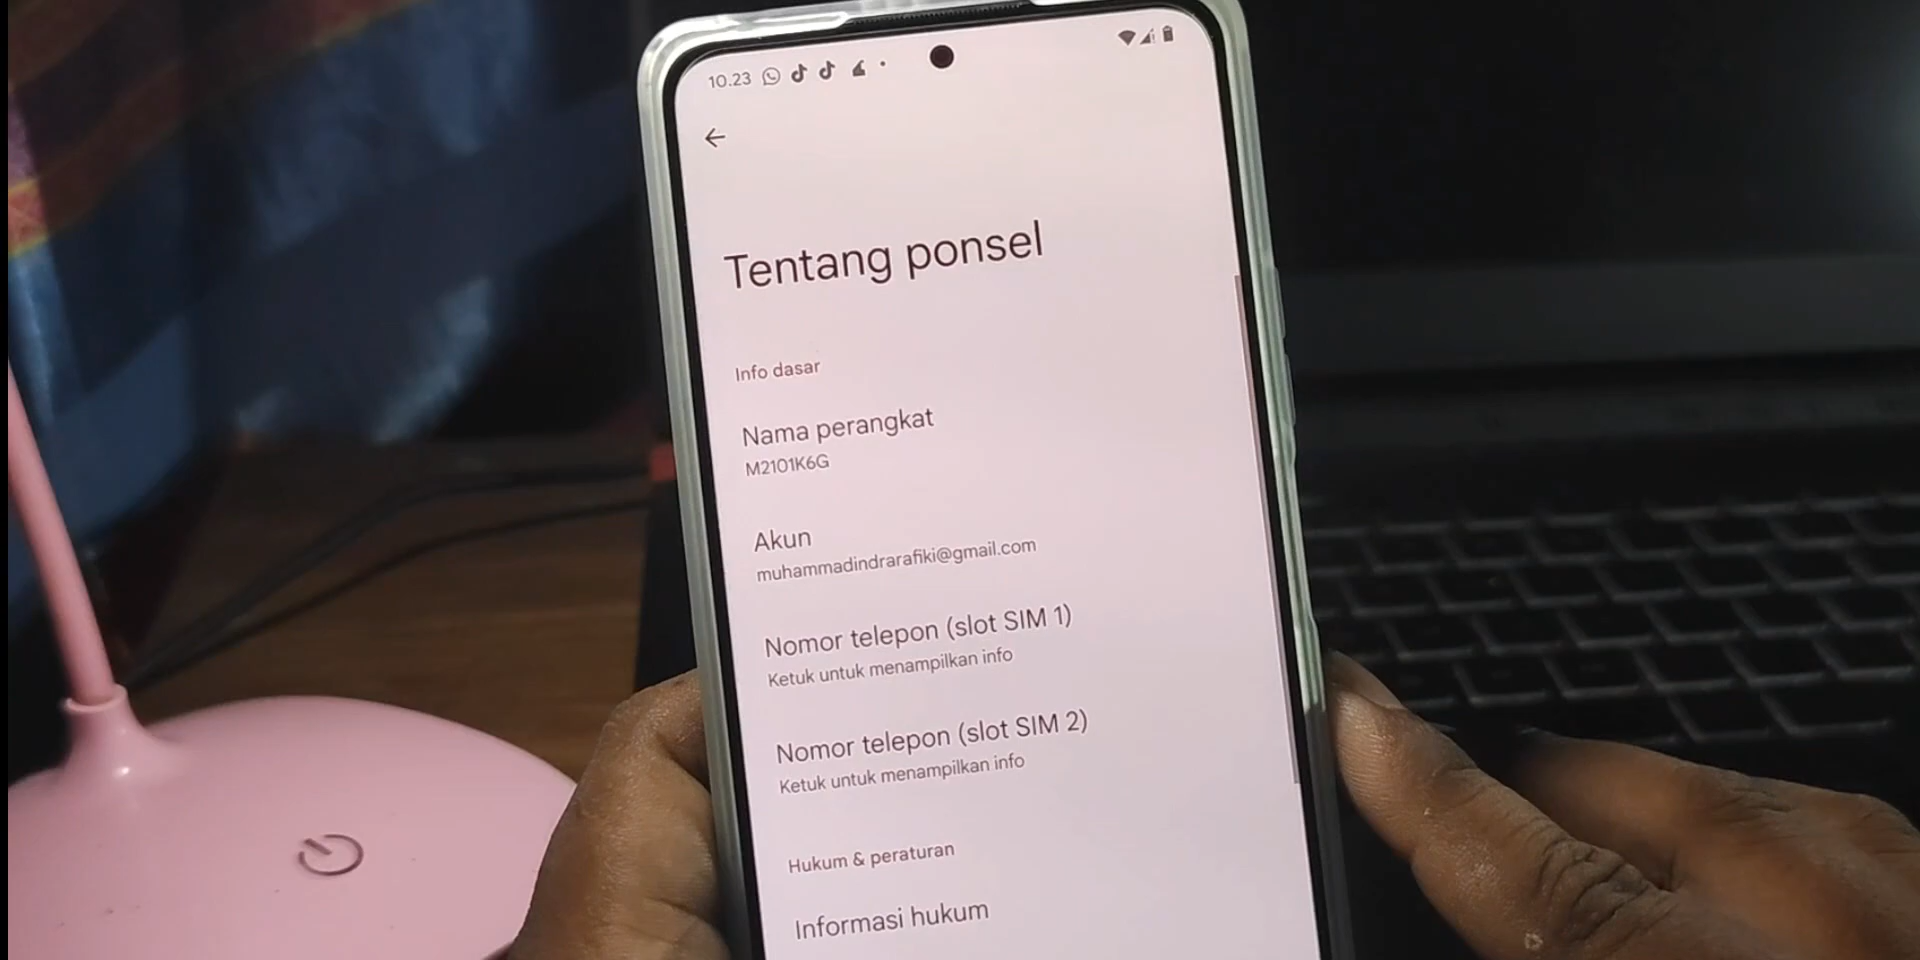 10.23
Tentang ponsel
Info dasar
Nama perangkat
M2101K6G
Akun
muhammadindrarafiki@gmail.com
Nomor telepon (slot SIM 1)
Ketuk untuk menampilkan info
Nomor telepon (slot SIM 2)
Ketuk untuk menampilkan info
Hukum & peraturan
Informasi hukum